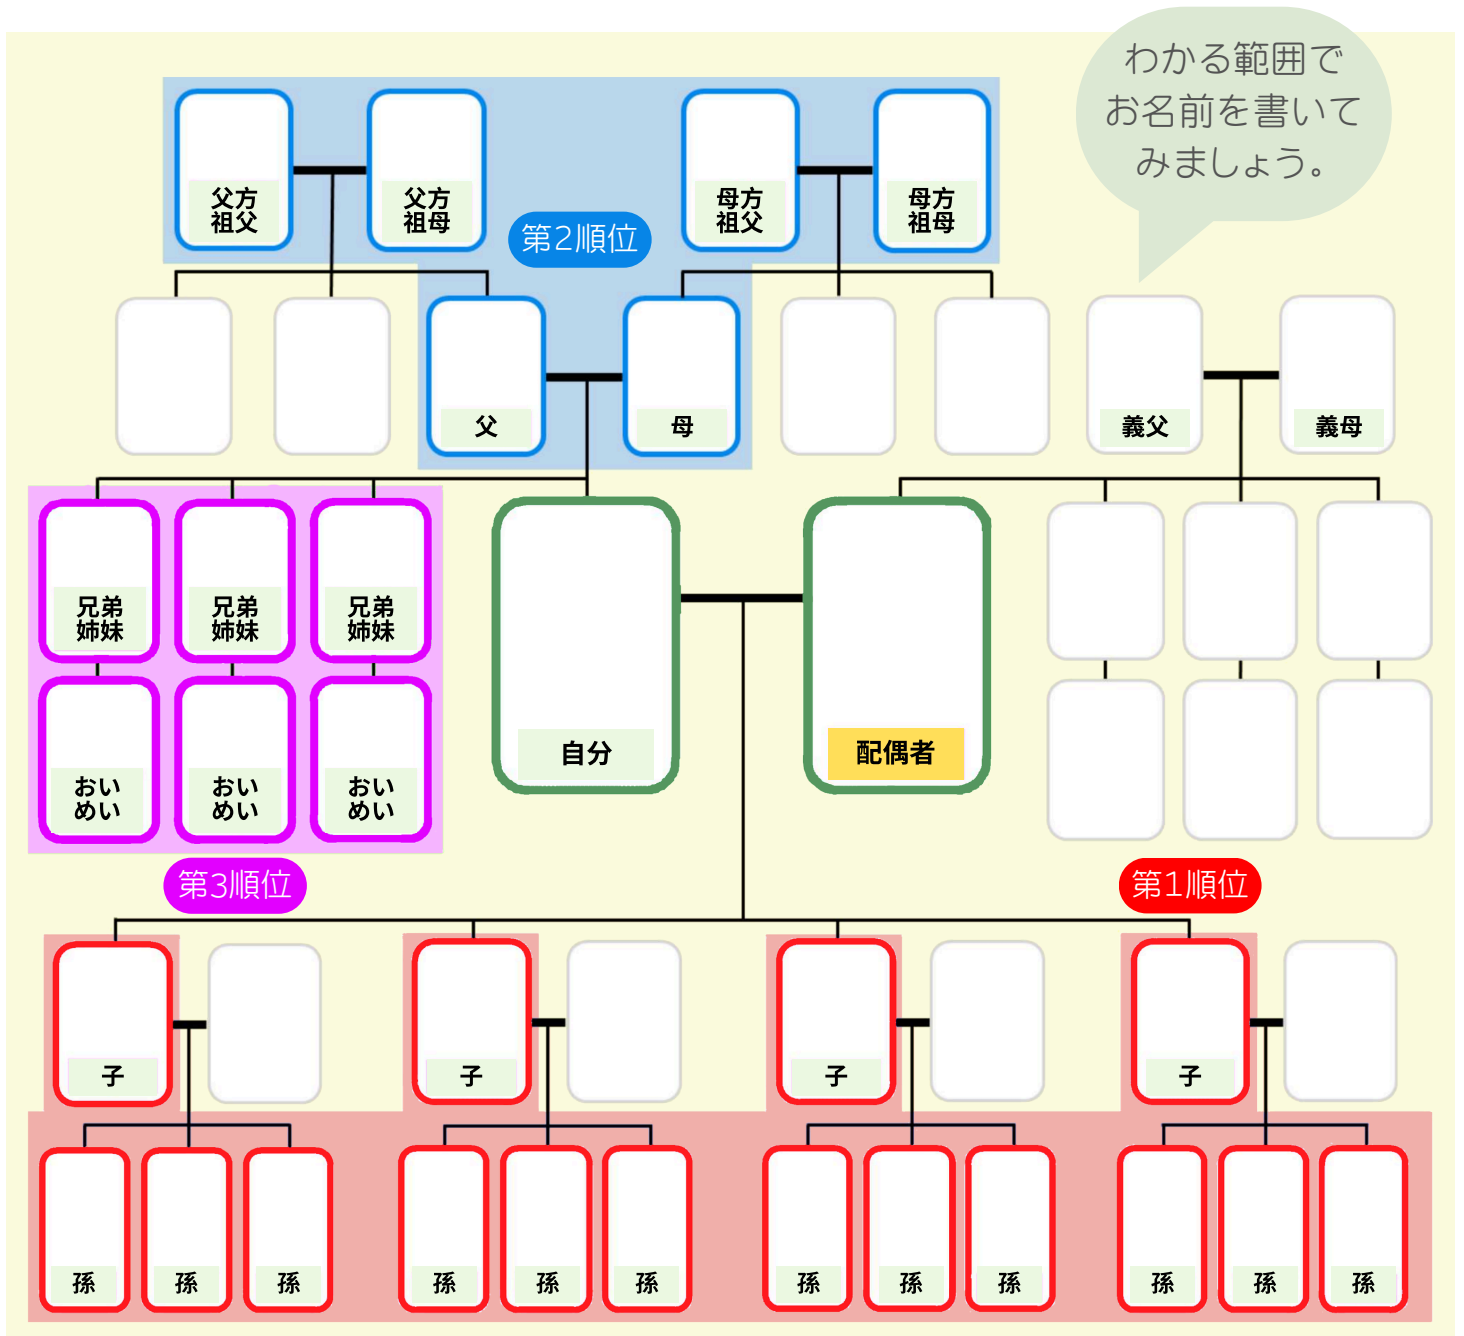 わかる範囲で
お名前を書いて
みましょう。
父方
祖父
父方
祖母
母方
祖父
母方
祖母
第2順位
父
母
義父
義母
兄弟
姉妹
兄弟
姉妹
兄弟
姉妹
自分
配偶者
おい
めい
おい
めい
おい
めい
第3順位
第1順位
子
子
子
子
孫
孫
孫
孫
孫
孫
孫
孫
孫
孫
孫
孫